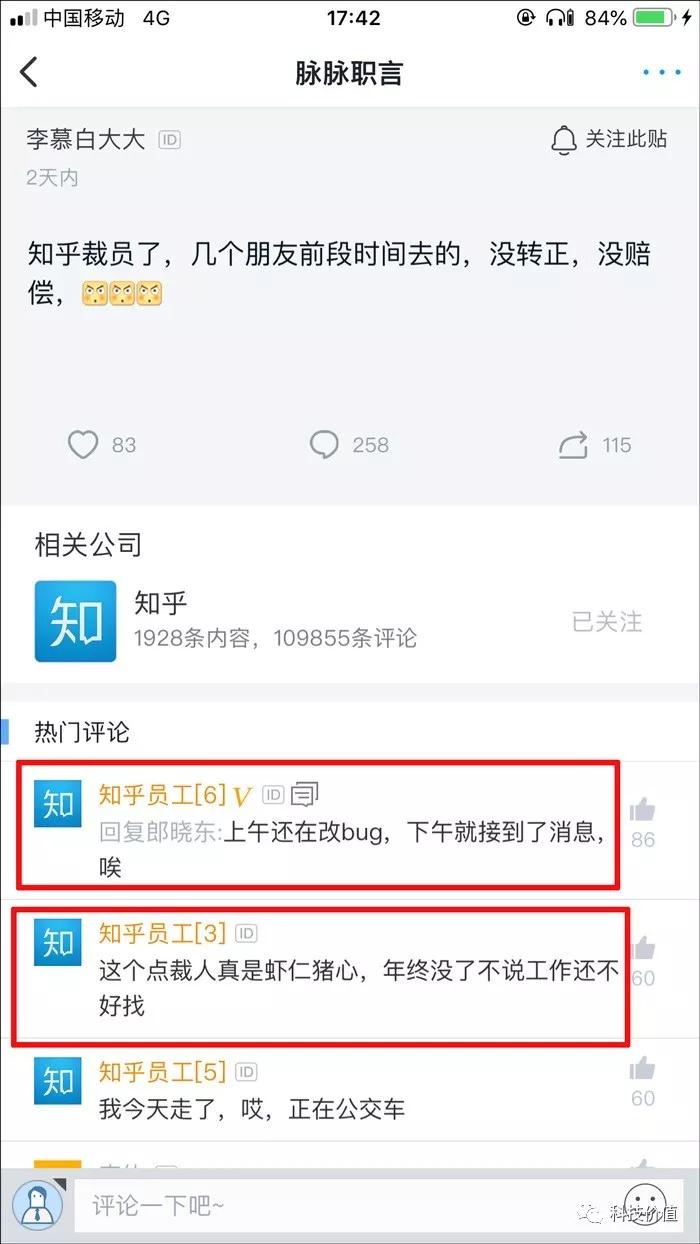 中国移动 4G 17:42 84%
脉脉职言
李慕白大大 ID
关注此贴
2天内
知乎裁员了，几个朋友前段时间去的，没转正，没赔
偿，
83 258 115
相关公司
知
知乎
1928条内容，109855条评论
已关注
热门评论
知
知乎员工[6] V ID
回复郎晓东:上午还在改bug，下午就接到了消息，
唉
86
知
知乎员工[3] ID
这个点裁人真是虾仁猪心，年终没了不说工作还不
好找
60
知
知乎员工[5] ID
我今天走了，哎，正在公交车
60
评论一下吧~
科技价值